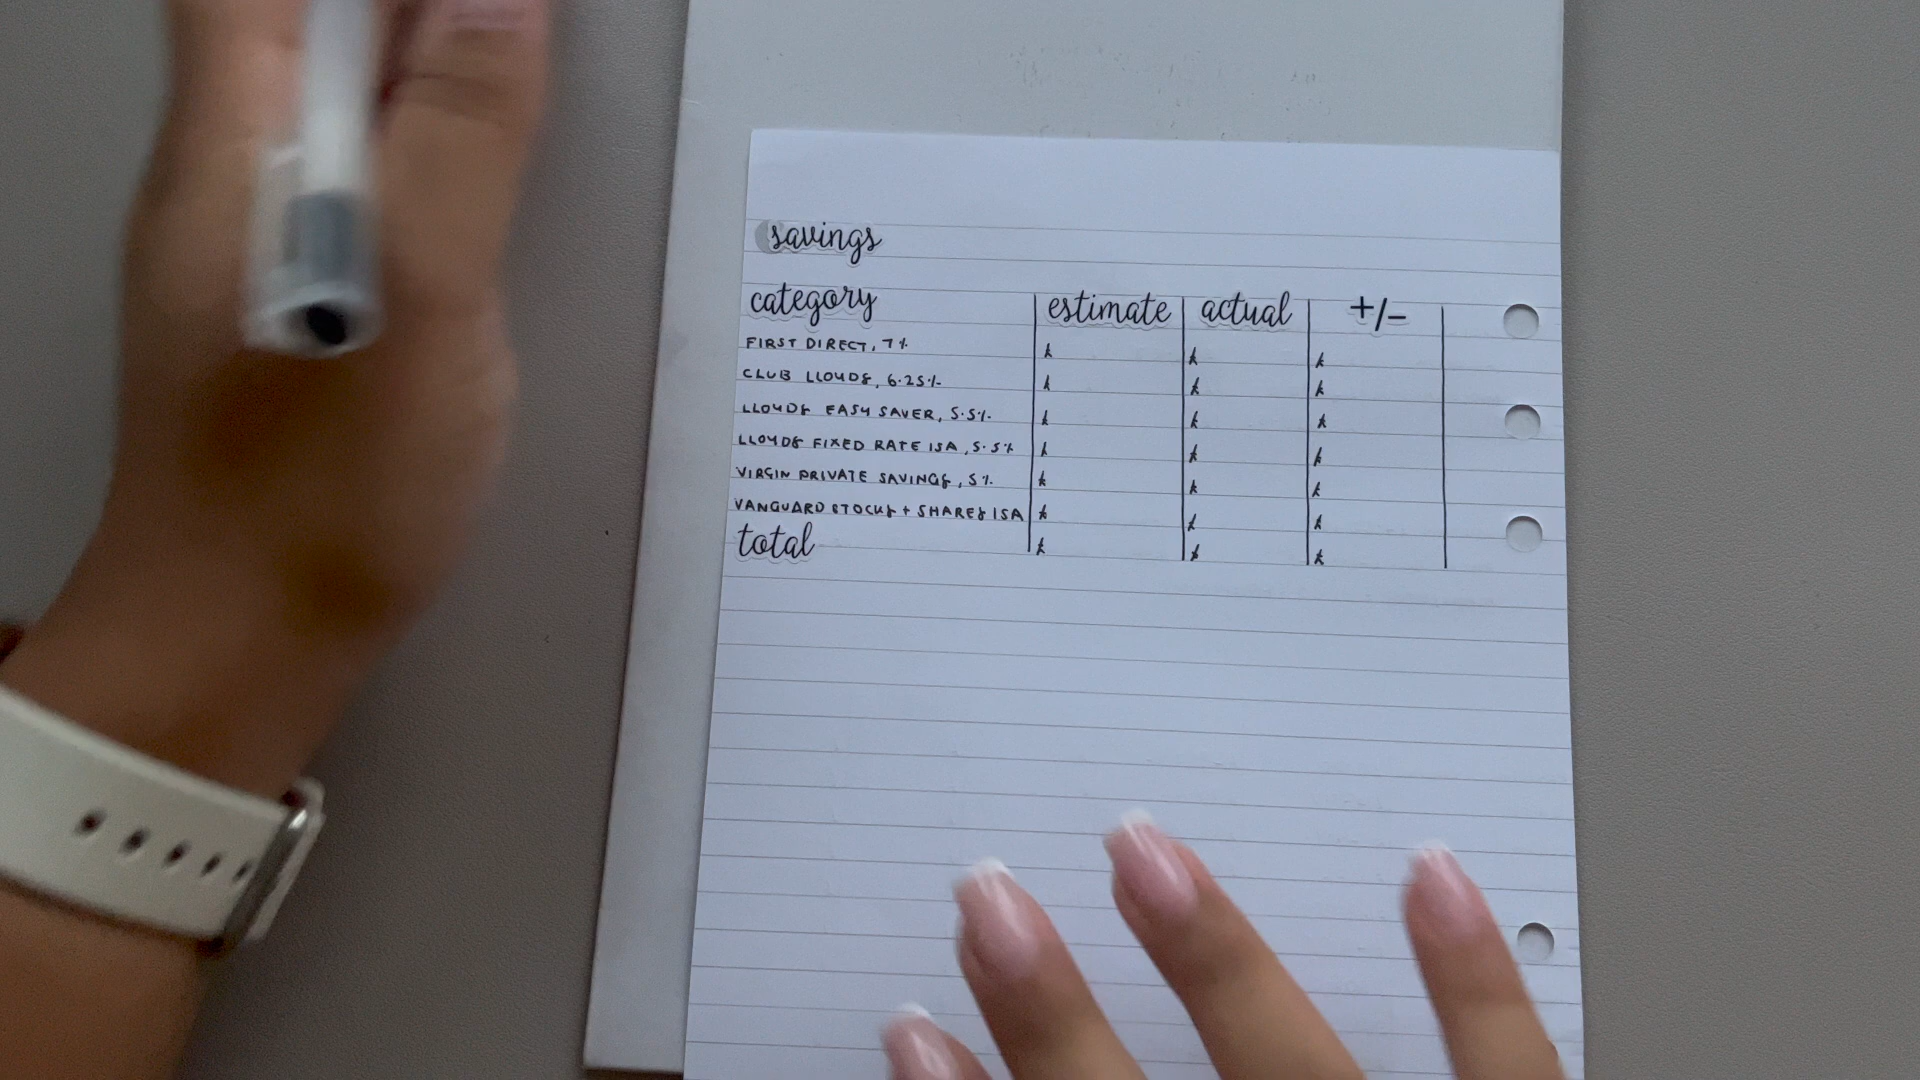 savings
category estimate actual +/-
FIRST DIRECT, 7% £ £ £
CLUB LLOYDS, 6.25% £ £ £
LLOYDS EASY SAVER, 5.5% £ £ £
LLOYDS FIXED RATE ISA, 5.5% £ £ £
VIRGIN PRIVATE SAVINGS, 5% £ £ £
VANGUARD STOCKS + SHARES ISA £ £ £
total £ £ £